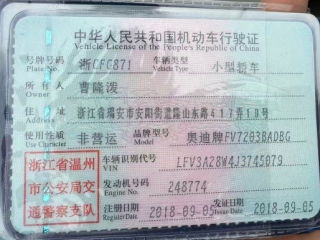 中华人民共和国机动车行驶证
Vehicle License of the People's Republic of China
号牌号码 浙CFG871 车辆类型 小型轿车
Plate No. Vehicle Type
所有人 曹隆泼
Owner
住址 浙江省瑞安市安阳街道隆山东路417弄10号
Address
使用性质 非营运 品牌型号 奥迪牌FV7203BADBG
Use Character Model
浙江省温州 车辆识别代号 LFV3A28W4J3745079
VIN
市公安局交 发动机号码 248774
Engine No.
通警察支队 注册日期 2018-09-05 发证日期 2018-09-05
Register Date Issue Date